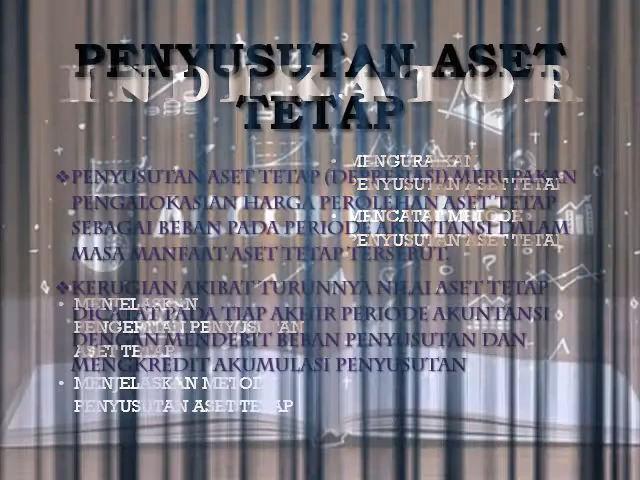 PENYUSUTAN ASET
TETAP
INDIKATOR
❖PENYUSUTAN ASET TETAP (DEPRESIASI) MERUPAKAN
PENGALOKASIAN HARGA PEROLEHAN ASET TETAP
SEBAGAI BEBAN PADA PERIODE AKUNTANSI DALAM
MASA MANFAAT ASET TETAP TERSEBUT.
❖KERUGIAN AKIBAT TURUNNYA NILAI ASET TETAP
DICATAT PADA TIAP AKHIR PERIODE AKUNTANSI
DENGAN MENDEBIT BEBAN PENYUSUTAN DAN
MENGKREDIT AKUMULASI PENYUSUTAN
• MENJELASKAN
PENGERTIAN PENYUSUTAN
ASET TETAP
• MENJELASKAN METODE
PENYUSUTAN ASET TETAP
• MENGURAIKAN
PENYUSUTAN ASET TETAP
• MENCATAT METODE
PENYUSUTAN ASET TETAP